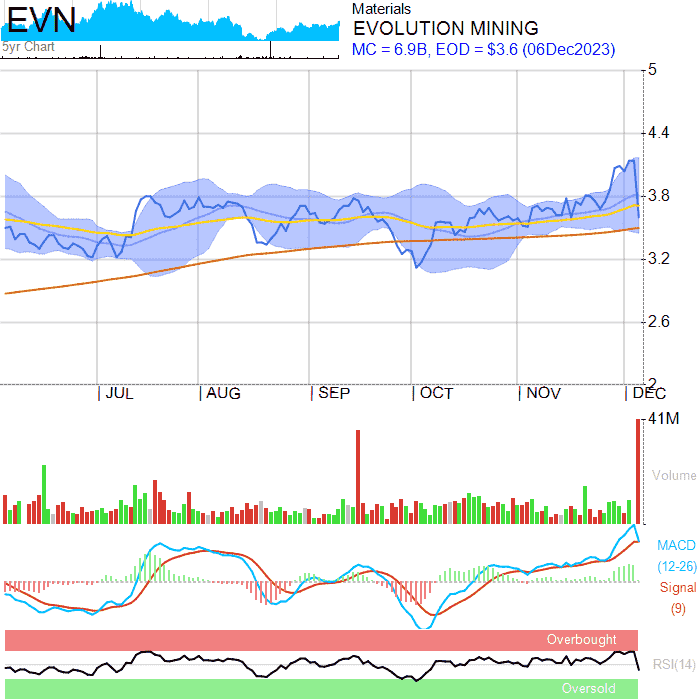 EVN
5yr Chart
Materials
EVOLUTION MINING
MC = 6.9B, EOD = $3.6 (06Dec2023)
5
4.4
3.8
3.2
2.6
2
JUL
AUG
SEP
OCT
NOV
DEC
41M
Volume
MACD
(12-26)
Signal
(9)
Overbought
RSI(14)
Oversold